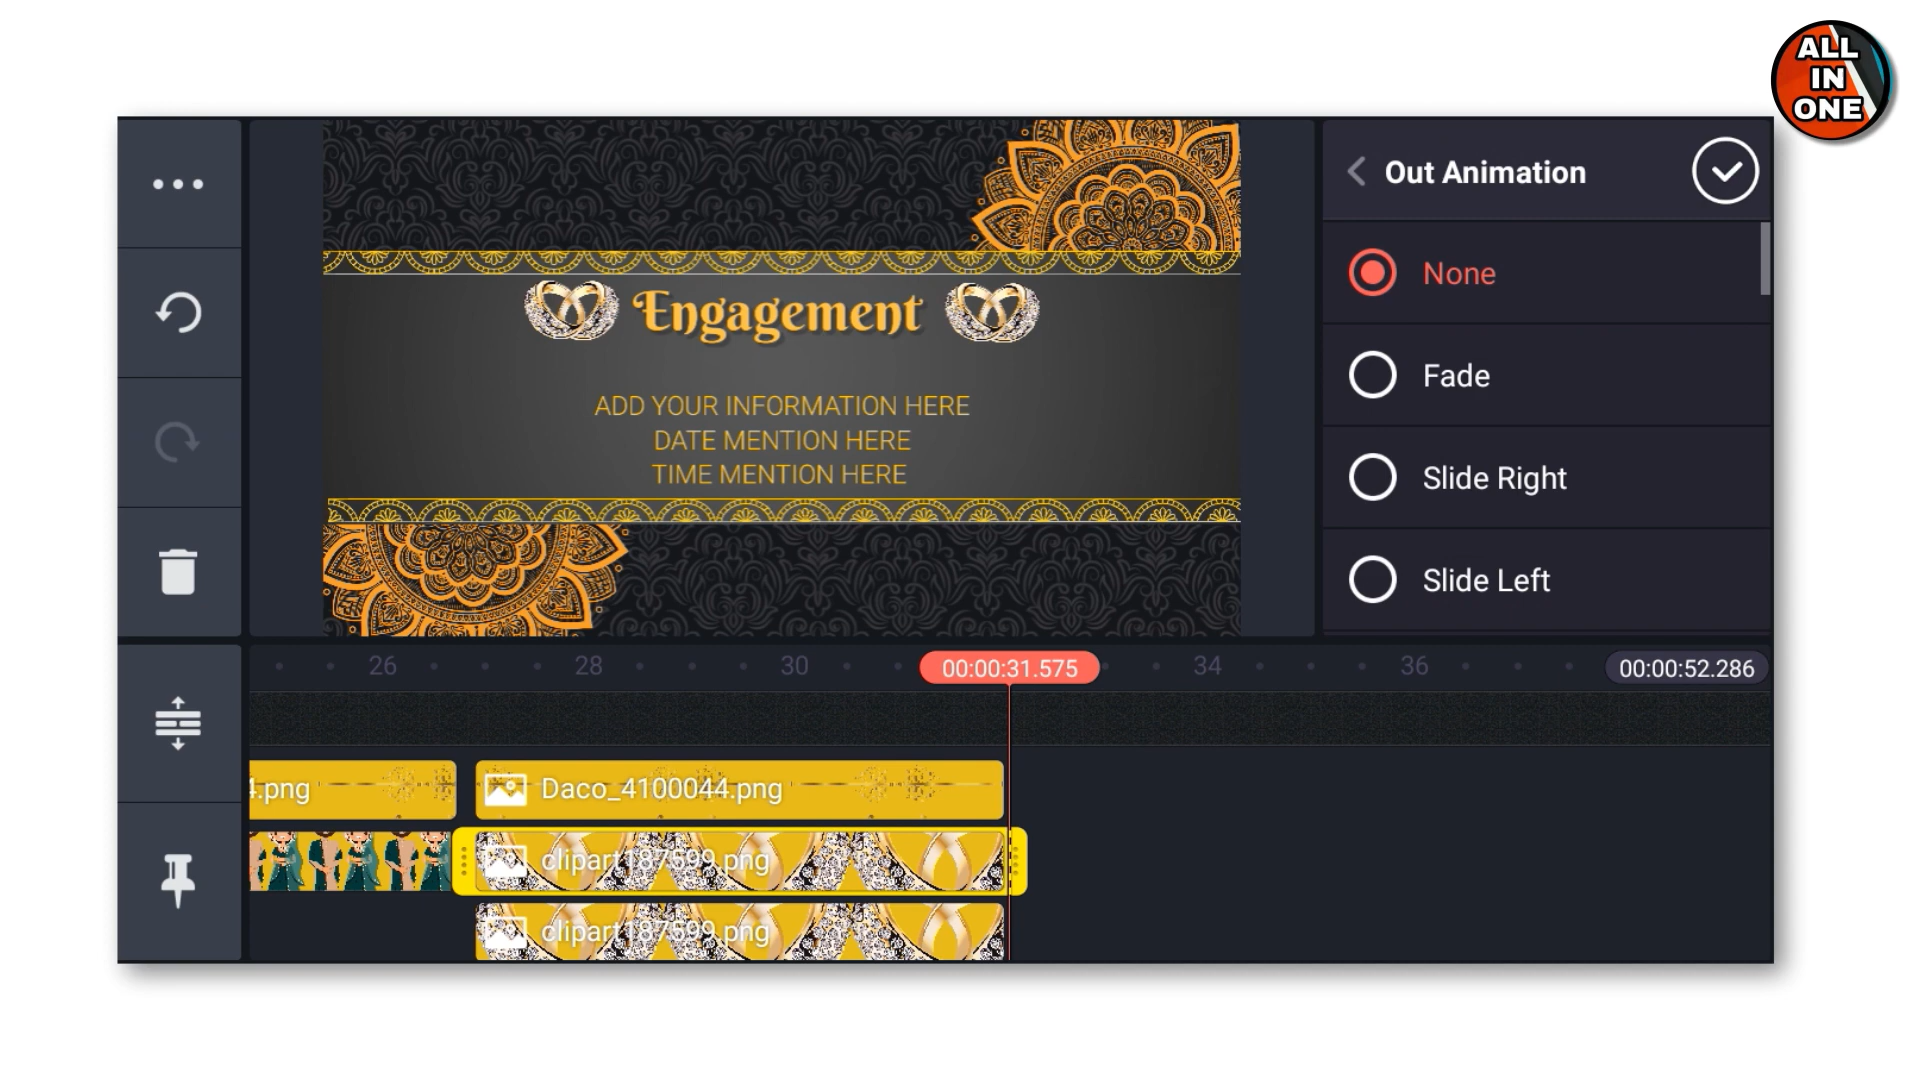 ALL
IN
ONE
Out Animation
None
Fade
Slide Right
Slide Left
Engagement
ADD YOUR INFORMATION HERE
DATE MENTION HERE
TIME MENTION HERE
26 28 30 00:00:31.575 34 36 00:00:52.286
.png Daco_4100044.png
clipart187599.png
clipart187599.png